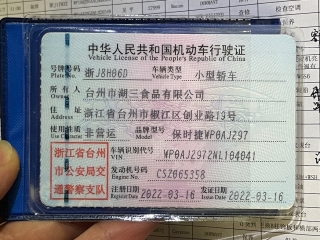 中华人民共和国机动车行驶证
Vehicle License of the People's Republic of China
号牌号码 浙J8H06D 车辆类型 小型轿车
Plate No. Vehicle Type
所有人 台州市湖三食品有限公司
Owner
住址 浙江省台州市椒江区创业路19号
Address
使用性质 非营运 品牌型号 保时捷WP0AJ297
Use Character Model
浙江省台州 车辆识别代号 WP0AJ2972NL104041
市公安局交 VIN
通警察支队 发动机号码 CSZ065358
Engine No.
注册日期 2022-03-16 发证日期 2022-03-16
Register Date Issue Date